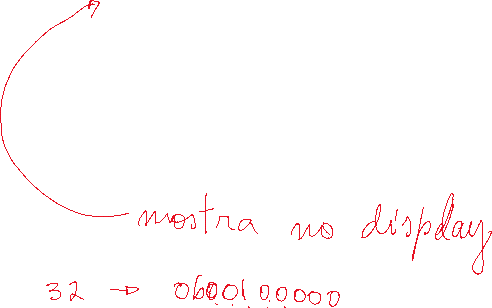 mostra no display
32 → 0b00100000